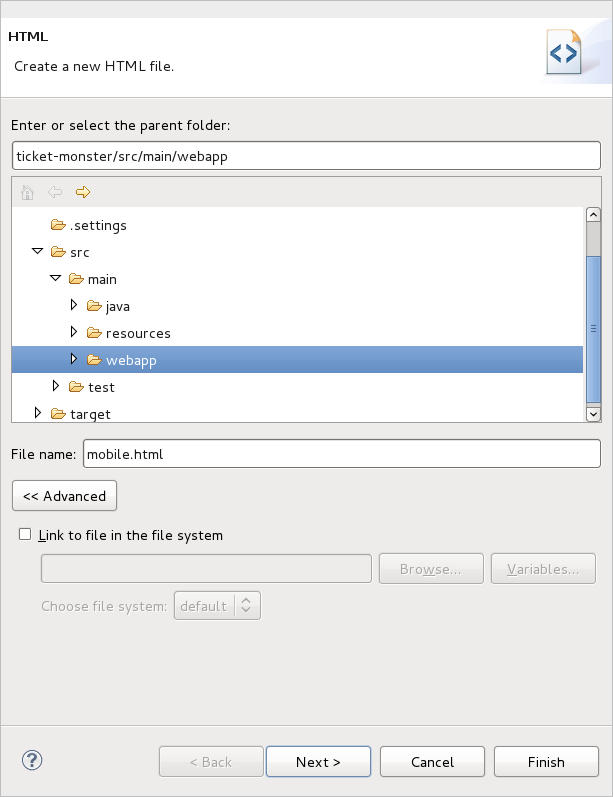 HTML
Create a new HTML file.
Enter or select the parent folder:
ticket-monster/src/main/webapp
.settings
src
main
java
resources
webapp
test
target
File name: mobile.html
<< Advanced
Link to file in the file system
Browse... Variables...
Choose file system: default
< Back Next > Cancel Finish